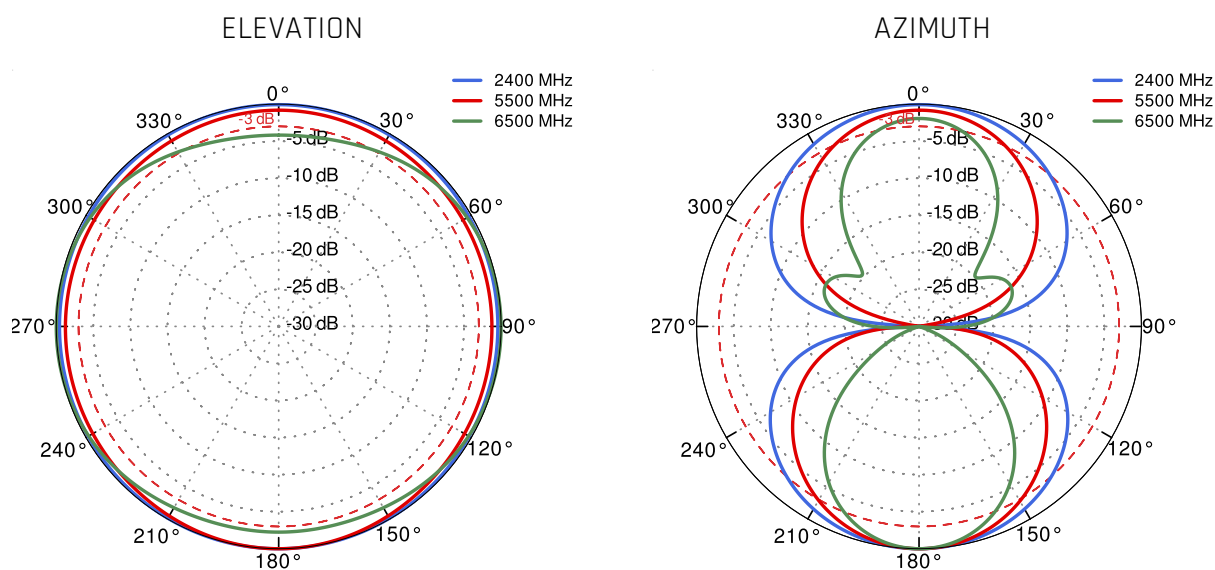 ELEVATION
2400 MHz
5500 MHz
6500 MHz
0°
330°
-3 dB
30°
-5 dB
-10 dB
300°
-15 dB
60°
-20 dB
-25 dB
270°
-30 dB
90°
240°
120°
210°
150°
180°
AZIMUTH
2400 MHz
5500 MHz
6500 MHz
0°
330°
-3 dB
30°
-5 dB
-10 dB
300°
-15 dB
60°
-20 dB
-25 dB
270°
-30 dB
90°
240°
120°
210°
150°
180°